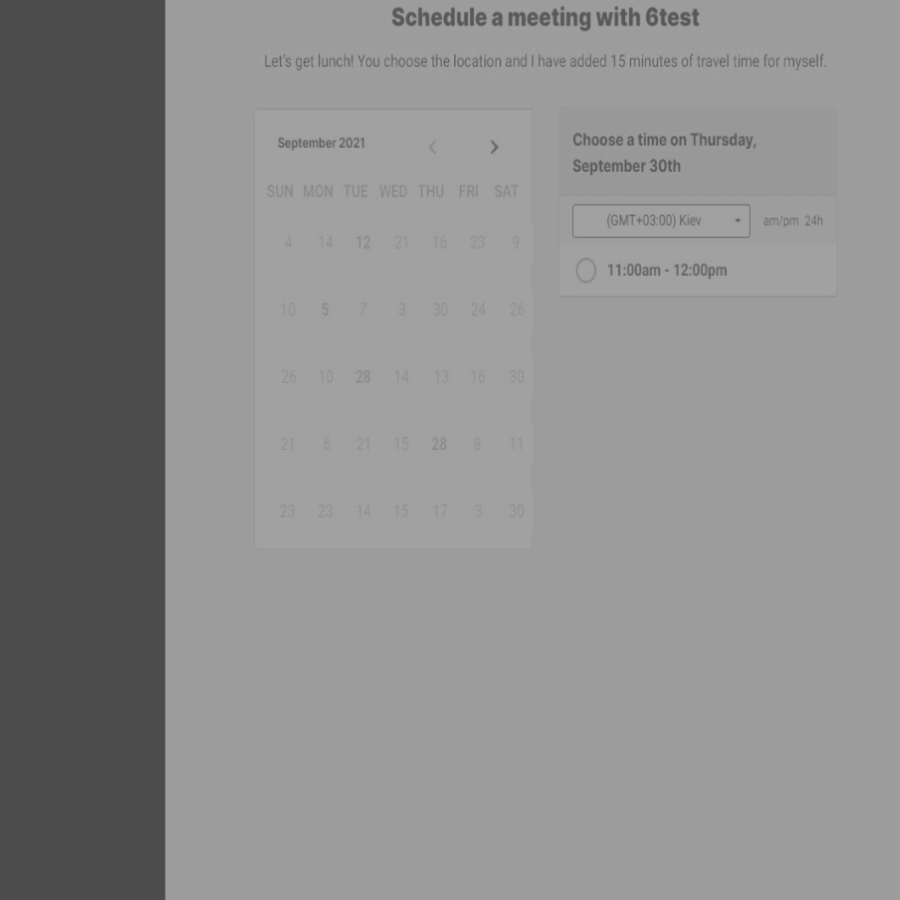 Schedule a meeting with 6test
Let's get lunch! You choose the location and I have added 15 minutes of travel time for myself.
September 2021
SUN MON TUE WED THU FRI SAT
4 14 12 21 16 23 9
10 5 7 3 30 24 26
26 10 28 14 13 16 30
21 6 21 15 28 8 11
23 23 14 15 17 3 30
Choose a time on Thursday,
September 30th
(GMT+03:00) Kiev am/pm 24h
11:00am - 12:00pm